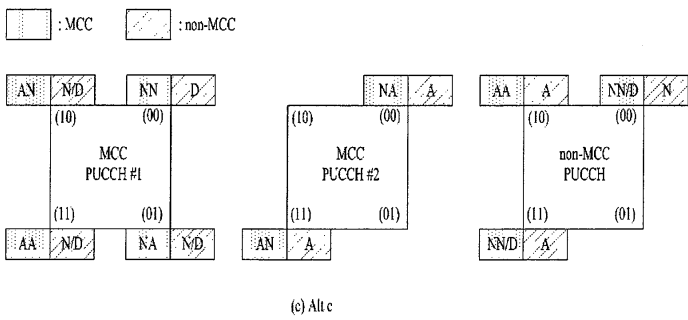 : MCC : non-MCC
AN N/D NN D NA A AA A NN/D N
(10) (00) (10) (00) (10) (00)
MCC MCC non-MCC
PUCCH #1 PUCCH #2 PUCCH
(11) (01) (11) (01) (11) (01)
AA N/D NA N/D AN A NN/D A
(c) Alt c